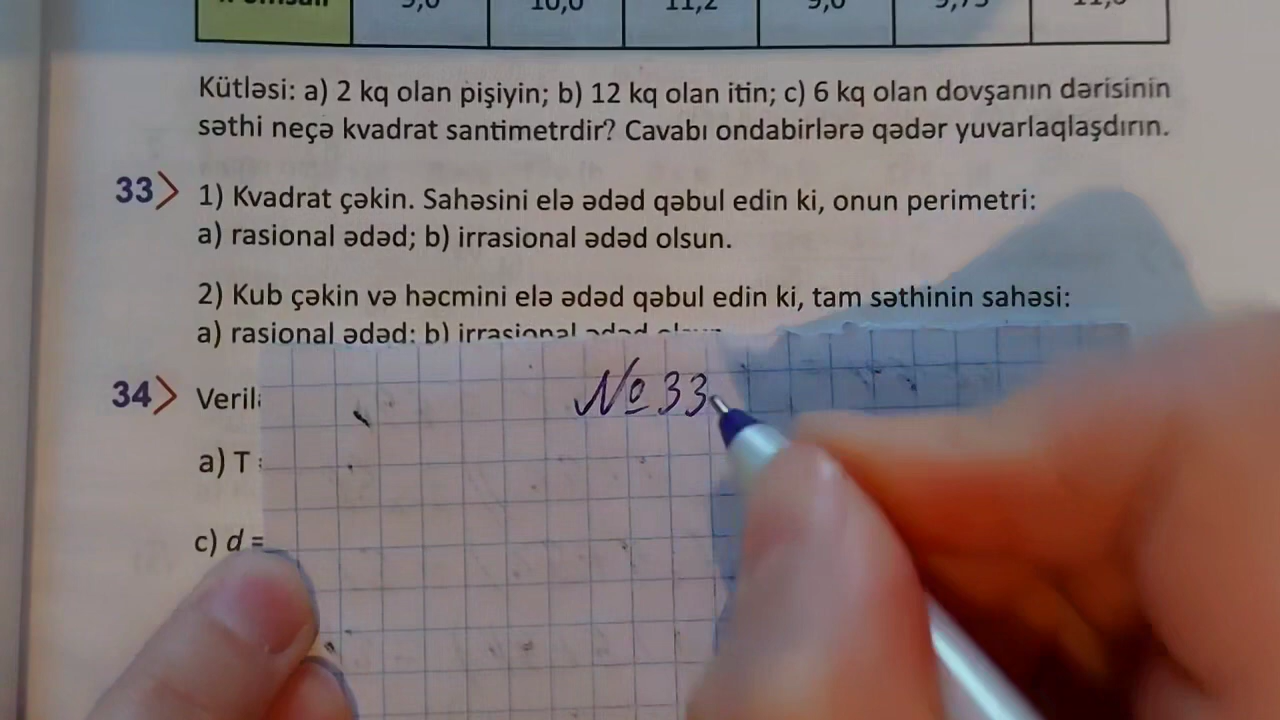 Kütləsi: a) 2 kq olan pişiyin; b) 12 kq olan itin; c) 6 kq olan dovşanın dərisinin
səthi neçə kvadrat santimetrdir? Cavabı ondabirlərə qədər yuvarlaqlaşdırın.
33 1) Kvadrat çəkin. Sahəsini elə ədəd qəbul edin ki, onun perimetri:
a) rasional ədəd; b) irrasional ədəd olsun.
2) Kub çəkin və həcmini elə ədəd qəbul edin ki, tam səthinin sahəsi:
a) rasional ədəd: b) irrasional ədəd
№ 33
34
a) T
c) d =